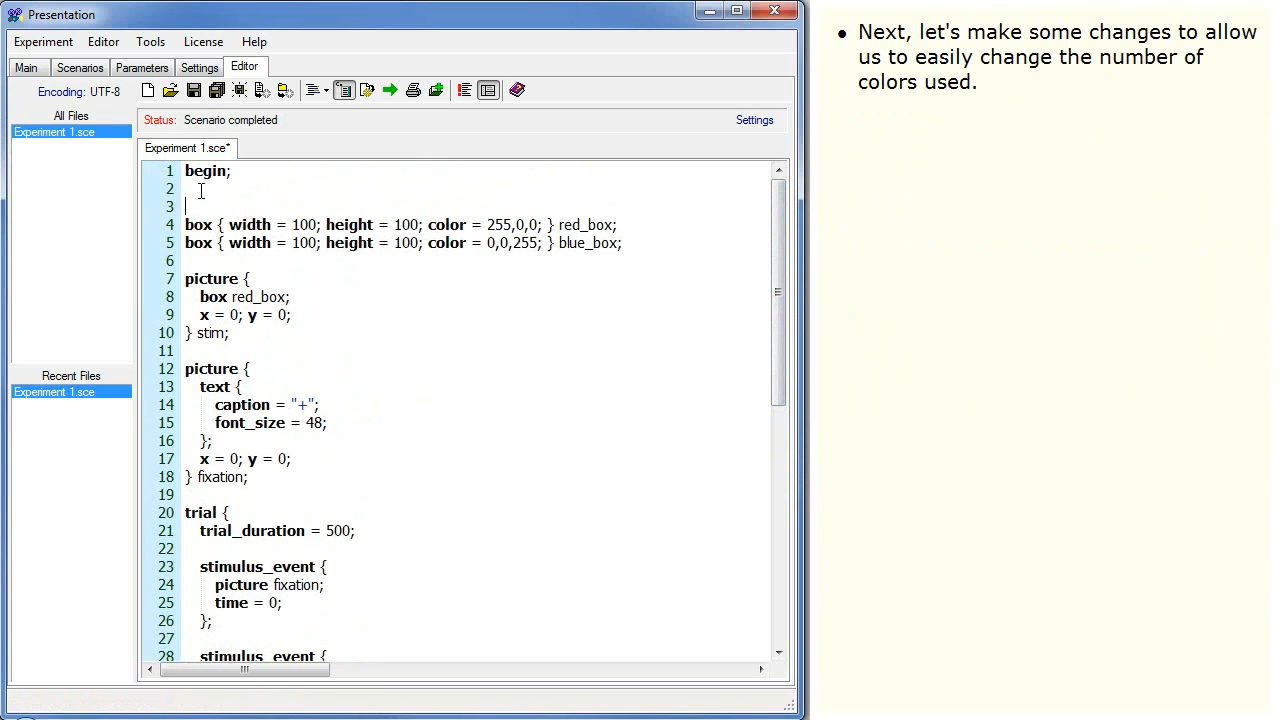 Presentation
Experiment Editor Tools License Help
Main Scenarios Parameters Settings Editor
Encoding: UTF-8
All Files
Experiment 1.sce
Recent Files
Experiment 1.sce
Status: Scenario completed Settings
Experiment 1.sce*
1 begin;
2
3
4 box { width = 100; height = 100; color = 255,0,0; } red_box;
5 box { width = 100; height = 100; color = 0,0,255; } blue_box;
6
7 picture {
8 box red_box;
9 x = 0; y = 0;
10 } stim;
11
12 picture {
13 text {
14 caption = "+";
15 font_size = 48;
16 };
17 x = 0; y = 0;
18 } fixation;
19
20 trial {
21 trial_duration = 500;
22
23 stimulus_event {
24 picture fixation;
25 time = 0;
26 };
27
28 stimulus_event {
• Next, let's make some changes to allow
us to easily change the number of
colors used.